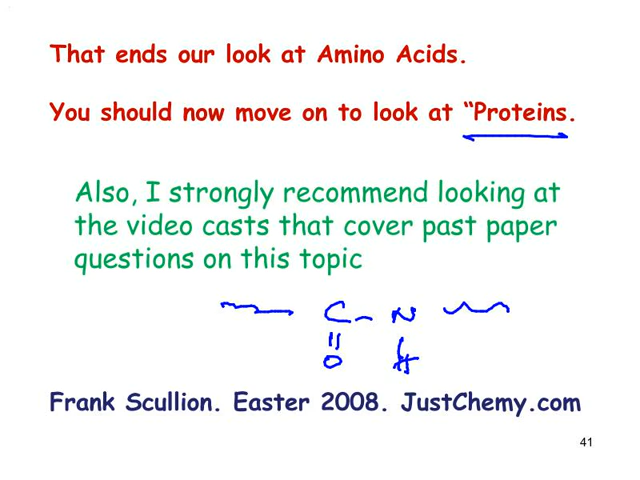 That ends our look at Amino Acids.
You should now move on to look at “Proteins.
Also, I strongly recommend looking at
the video casts that cover past paper
questions on this topic
C - N
O H
Frank Scullion. Easter 2008. JustChemy.com
41